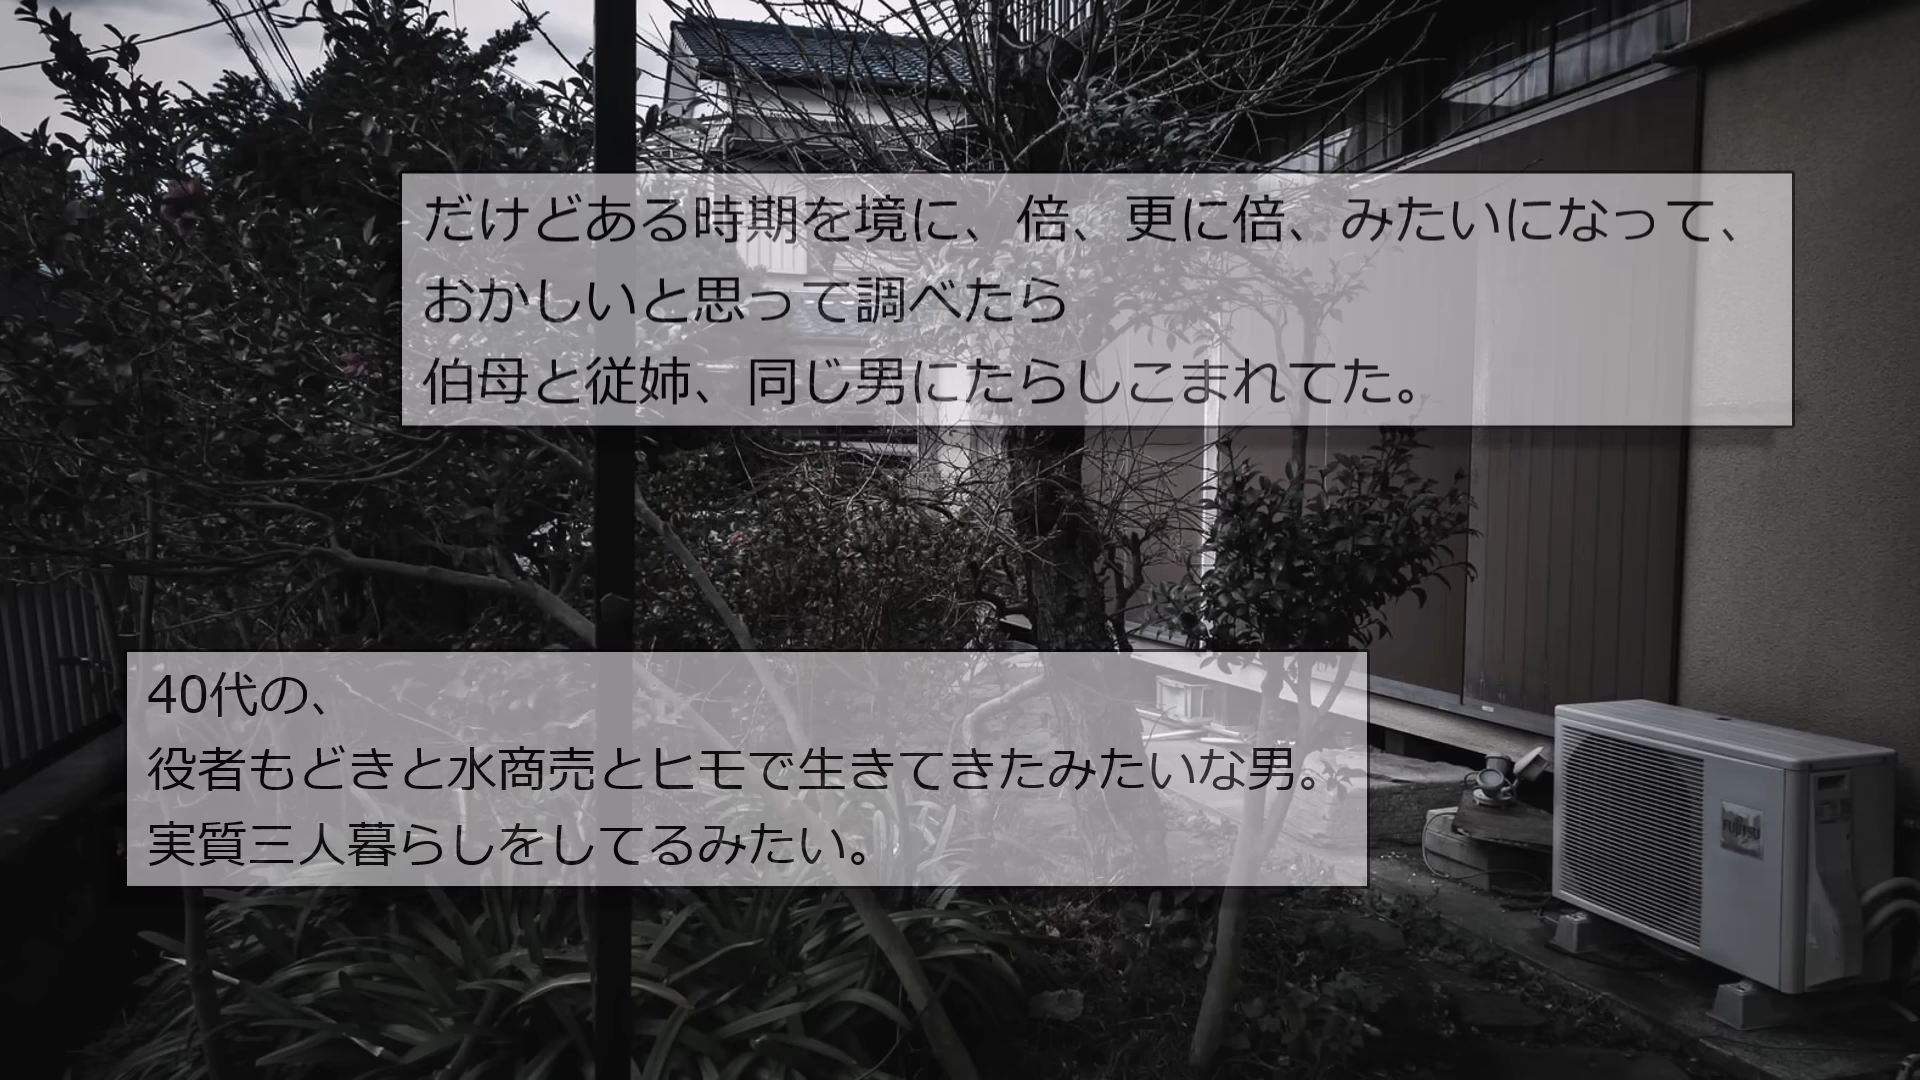 だけどある時期を境に、倍、更に倍、みたいになって、
おかしいと思って調べたら
伯母と従姉、同じ男にたらしこまれてた。
40代の、
役者もどきと水商売とヒモで生きてきたみたいな男。
実質三人暮らしをしてるみたい。
FUJITSU